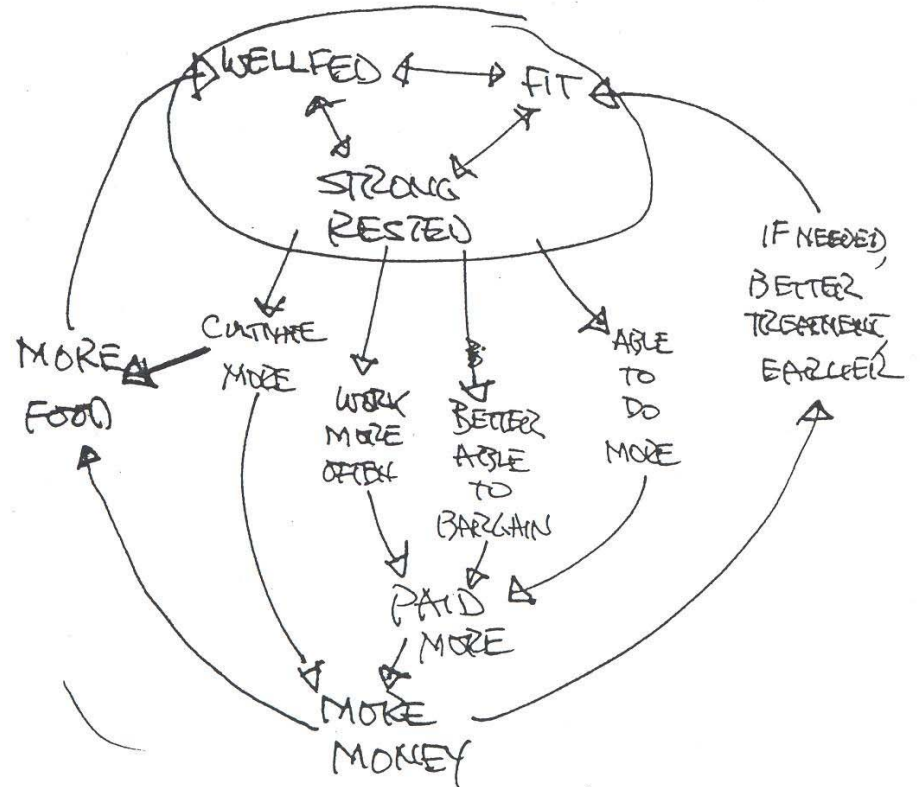 WELLFED
FIT
STRONG
RESTED
IF NEEDED,
BETTER
TREATMENT,
EARLIER
CULTIVATE
MORE
MORE
FOOD
WORK
MORE
OFTEN
BETTER
ABLE
TO
BARGAIN
ABLE
TO
DO
MORE
PAID
MORE
MORE
MONEY